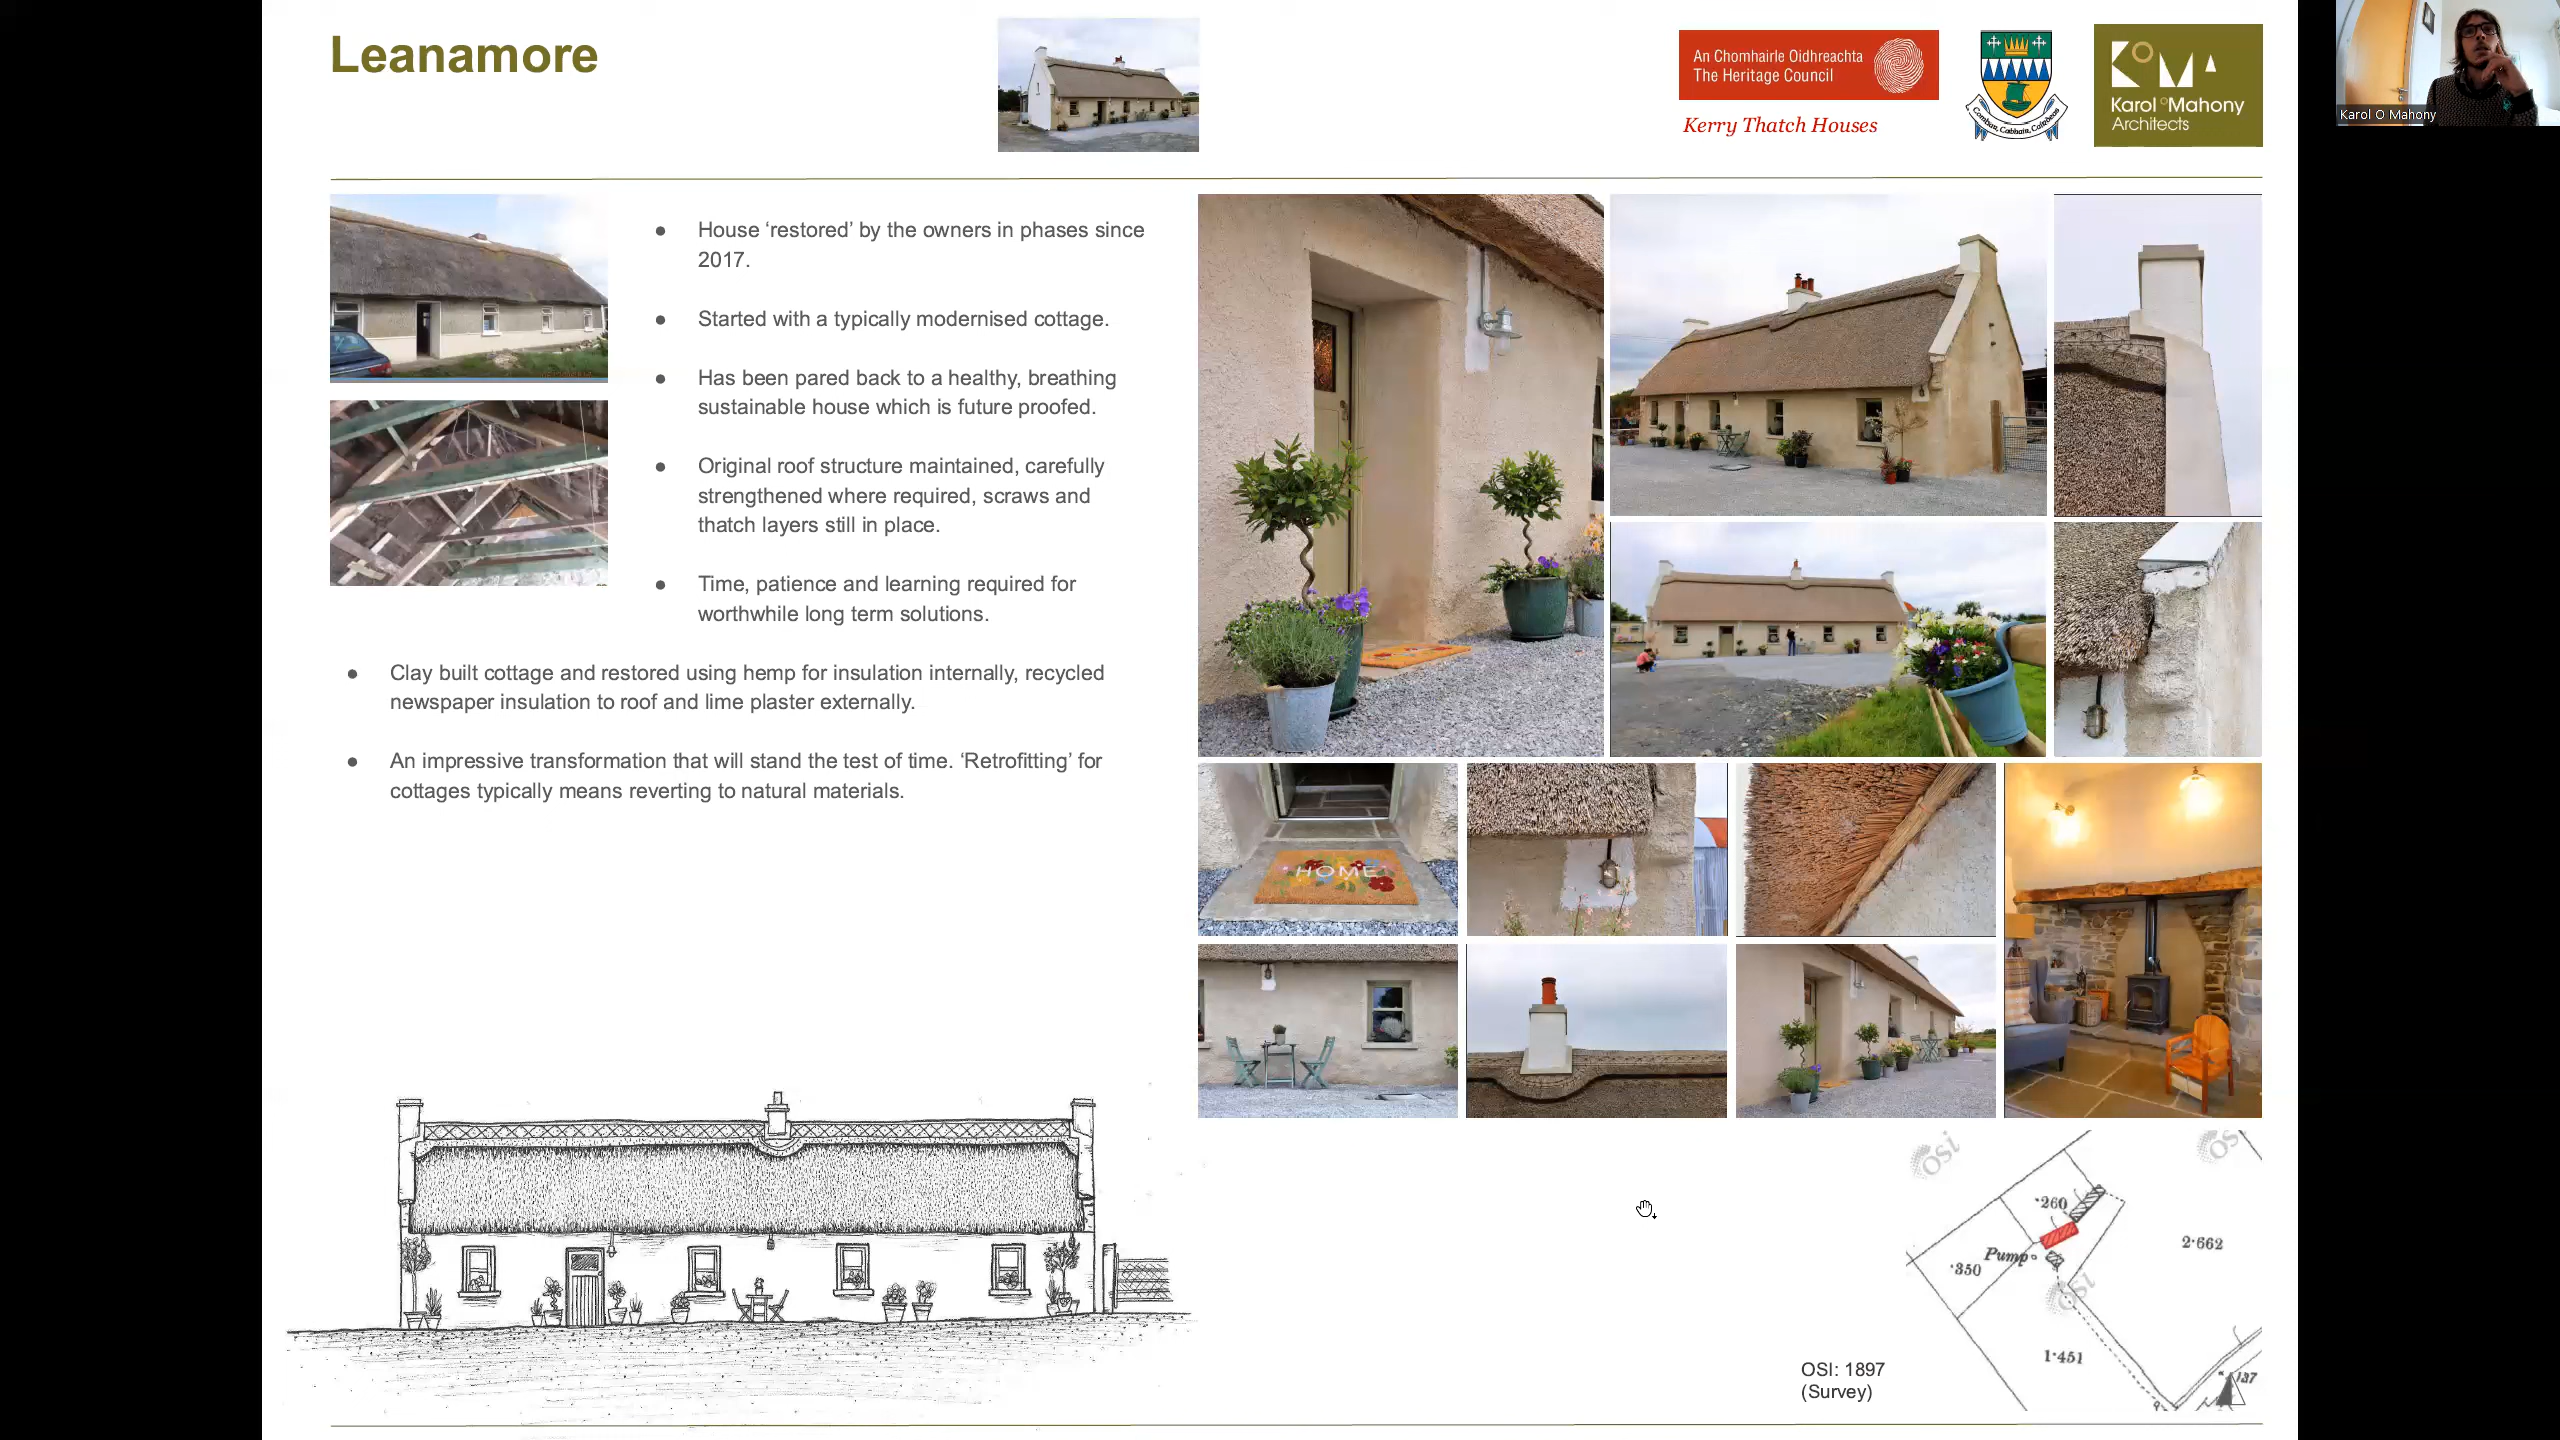 Leanamore
An Chomhairle Oidhreachta
The Heritage Council
Kerry Thatch Houses
Comhar, Cabhair, Cairdeas
KOMA
Karol O Mahony
Architects
Karol O Mahony
● House ‘restored’ by the owners in phases since
2017.
● Started with a typically modernised cottage.
● Has been pared back to a healthy, breathing
sustainable house which is future proofed.
● Original roof structure maintained, carefully
strengthened where required, scraws and
thatch layers still in place.
● Time, patience and learning required for
worthwhile long term solutions.
● Clay built cottage and restored using hemp for insulation internally, recycled
newspaper insulation to roof and lime plaster externally.
● An impressive transformation that will stand the test of time. ‘Retrofitting’ for
cottages typically means reverting to natural materials.
HOME
osi
osi
·260
2·662
Pump
·350
osi
1·451
OSI: 1897
(Survey)